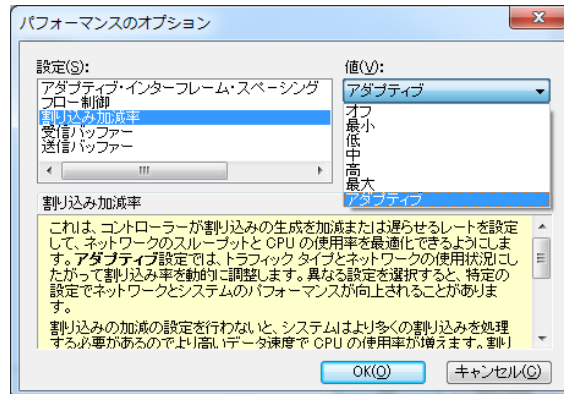 パフォーマンスのオプション
設定(S):
アダプティブ・インターフレーム・スペーシング
フロー制御
割り込み加減率
受信バッファー
送信バッファー
値(V):
アダプティブ
オフ
最小
低
中
高
最大
アダプティブ
割り込み加減率
これは、コントローラーが割り込みの生成を加減または遅らせるレートを設定
して、ネットワークのスループットと CPU の使用率を最適化できるようにしま
す。アダプティブ設定では、トラフィック タイプとネットワークの使用状況にし
たがって割り込み率を動的に調整します。異なる設定を選択すると、特定の
設定でネットワークとシステムのパフォーマンスが向上されることがありま
す。
割り込みの加減の設定を行わないと、システムはより多くの割り込みを処理
する必要があるのでより高いデータ速度で CPU の使用率が増えます。割り
OK(O)
キャンセル(C)